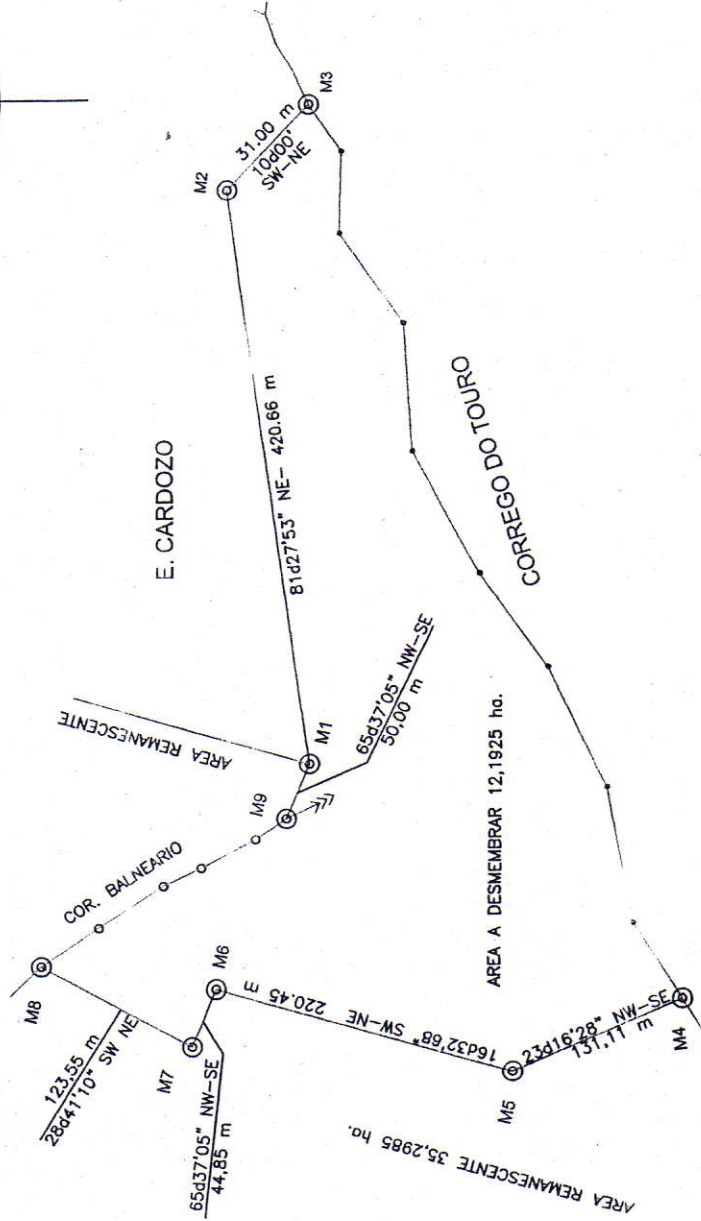 M3
31.00 m
10d00'
SW-NE
M2
E. CARDOZO
81d27'53" NE- 420.66 m
CORREGO DO TOURO
AREA REMANESCENTE
M1
65d37'05" NW-SE
50,00 m
M9
COR. BALNEARIO
AREA A DESMEMBRAR 12,1925 ha.
M8
M6
123,55 m
28d41'10" SW NE
M7
65d37'05" NW-SE
44,85 m
220.45 m
16d32'68" SW-NE
M5
23d16'28" NW-SE
131,11 m
M4
AREA REMANESCENTE 35,2985 ha.